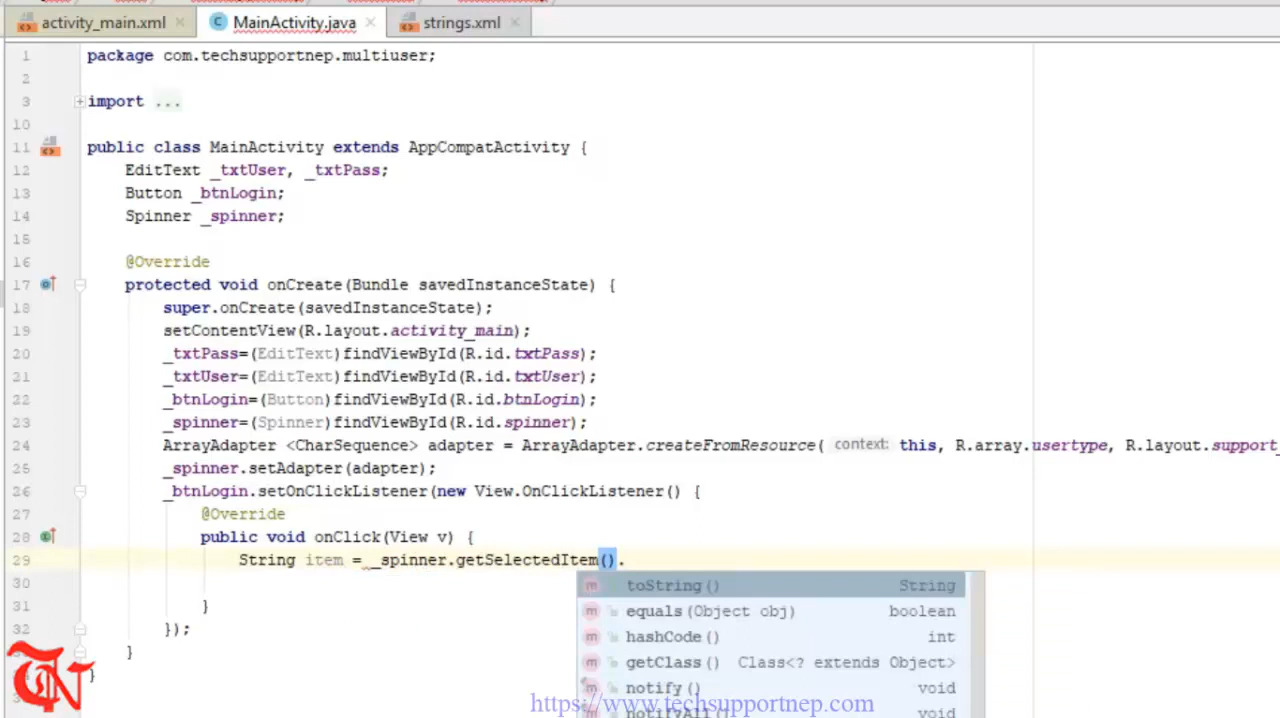 activity_main.xml MainActivity.java strings.xml
1 package com.techsupportnep.multiuser;
2
3 import ...
10
11 public class MainActivity extends AppCompatActivity {
12 EditText _txtUser, _txtPass;
13 Button _btnLogin;
14 Spinner _spinner;
15
16 @Override
17 protected void onCreate(Bundle savedInstanceState) {
18 super.onCreate(savedInstanceState);
19 setContentView(R.layout.activity_main);
20 _txtPass=(EditText)findViewById(R.id.txtPass);
21 _txtUser=(EditText)findViewById(R.id.txtUser);
22 _btnLogin=(Button)findViewById(R.id.btnLogin);
23 _spinner=(Spinner)findViewById(R.id.spinner);
24 ArrayAdapter <CharSequence> adapter = ArrayAdapter.createFromResource( context: this, R.array.usertype, R.layout.support_
25 _spinner.setAdapter(adapter);
26 _btnLogin.setOnClickListener(new View.OnClickListener() {
27 @Override
28 public void onClick(View v) {
29 String item = _spinner.getSelectedItem().
30 toString() String
equals(Object obj) boolean
31 }
32 });
hashCode() int
}
getClass() Class<? extends Object>
}
notify() void
notifyAll() void
TN
https://www.techsupportnep.com